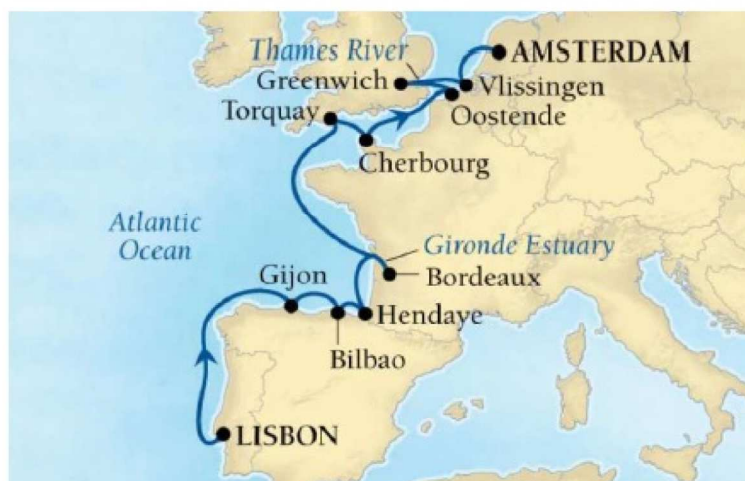 Thames River
AMSTERDAM
Greenwich
Vlissingen
Torquay
Oostende
Cherbourg
Atlantic
Ocean
Gironde Estuary
Gijon
Bordeaux
Hendaye
Bilbao
LISBON